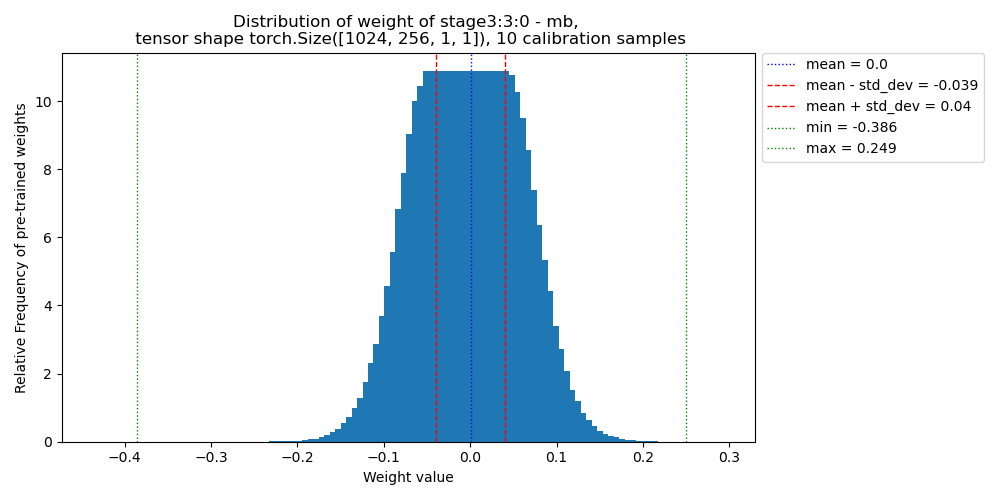 Distribution of weight of stage3:3:0 - mb,
tensor shape torch.Size([1024, 256, 1, 1]), 10 calibration samples
mean = 0.0
mean - std_dev = -0.039
mean + std_dev = 0.04
min = -0.386
max = 0.249
Relative Frequency of pre-trained weights
10
8
6
4
2
0
−0.4
−0.3
−0.2
−0.1
0.0
0.1
0.2
0.3
Weight value